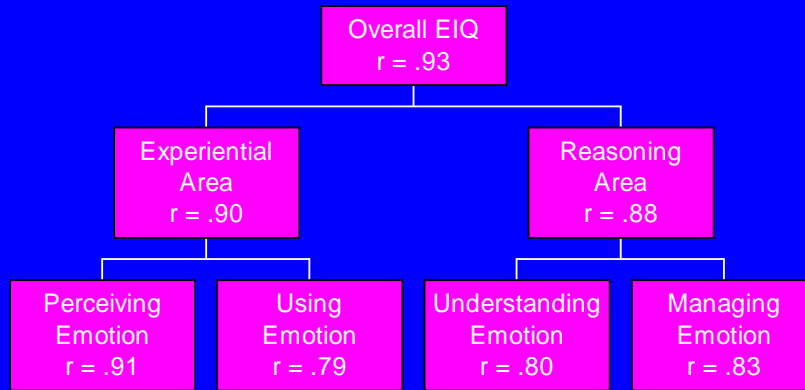 Overall EIQ
r = .93
Experiential
Area
r = .90
Reasoning
Area
r = .88
Perceiving
Emotion
r = .91
Using
Emotion
r = .79
Understanding
Emotion
r = .80
Managing
Emotion
r = .83